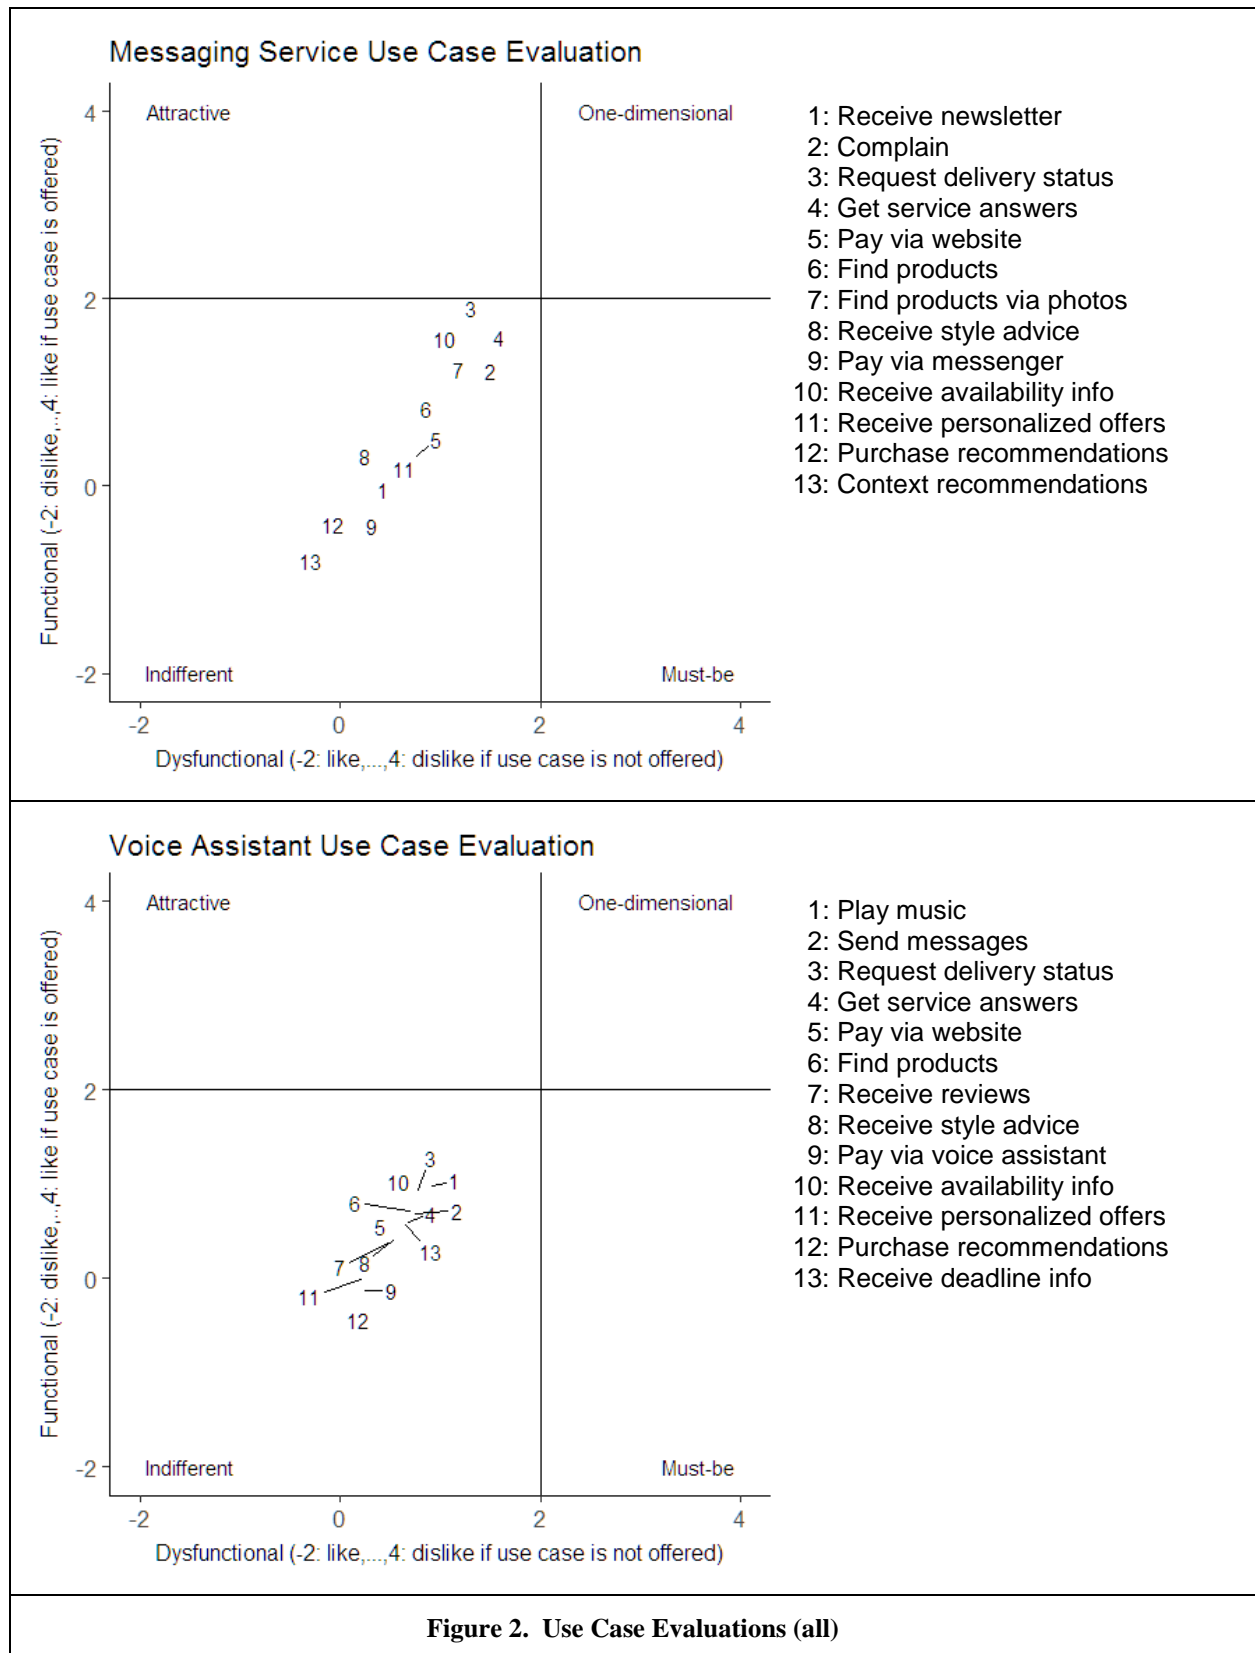 Messaging Service Use Case Evaluation
Functional (-2: dislike,..,4: like if use case is offered)
4
Attractive
One-dimensional
2
3
10
4
7
2
6
5
8
11
0
1
12
9
13
-2
Indifferent
Must-be
-2
0
2
4
Dysfunctional (-2: like,...,4: dislike if use case is not offered)
1: Receive newsletter
2: Complain
3: Request delivery status
4: Get service answers
5: Pay via website
6: Find products
7: Find products via photos
8: Receive style advice
9: Pay via messenger
10: Receive availability info
11: Receive personalized offers
12: Purchase recommendations
13: Context recommendations
Voice Assistant Use Case Evaluation
Functional (-2: dislike,..,4: like if use case is offered)
4
Attractive
One-dimensional
2
3
10
1
6
4
2
5
13
7
8
0
11
9
12
-2
Indifferent
Must-be
-2
0
2
4
Dysfunctional (-2: like,...,4: dislike if use case is not offered)
1: Play music
2: Send messages
3: Request delivery status
4: Get service answers
5: Pay via website
6: Find products
7: Receive reviews
8: Receive style advice
9: Pay via voice assistant
10: Receive availability info
11: Receive personalized offers
12: Purchase recommendations
13: Receive deadline info
Figure 2. Use Case Evaluations (all)